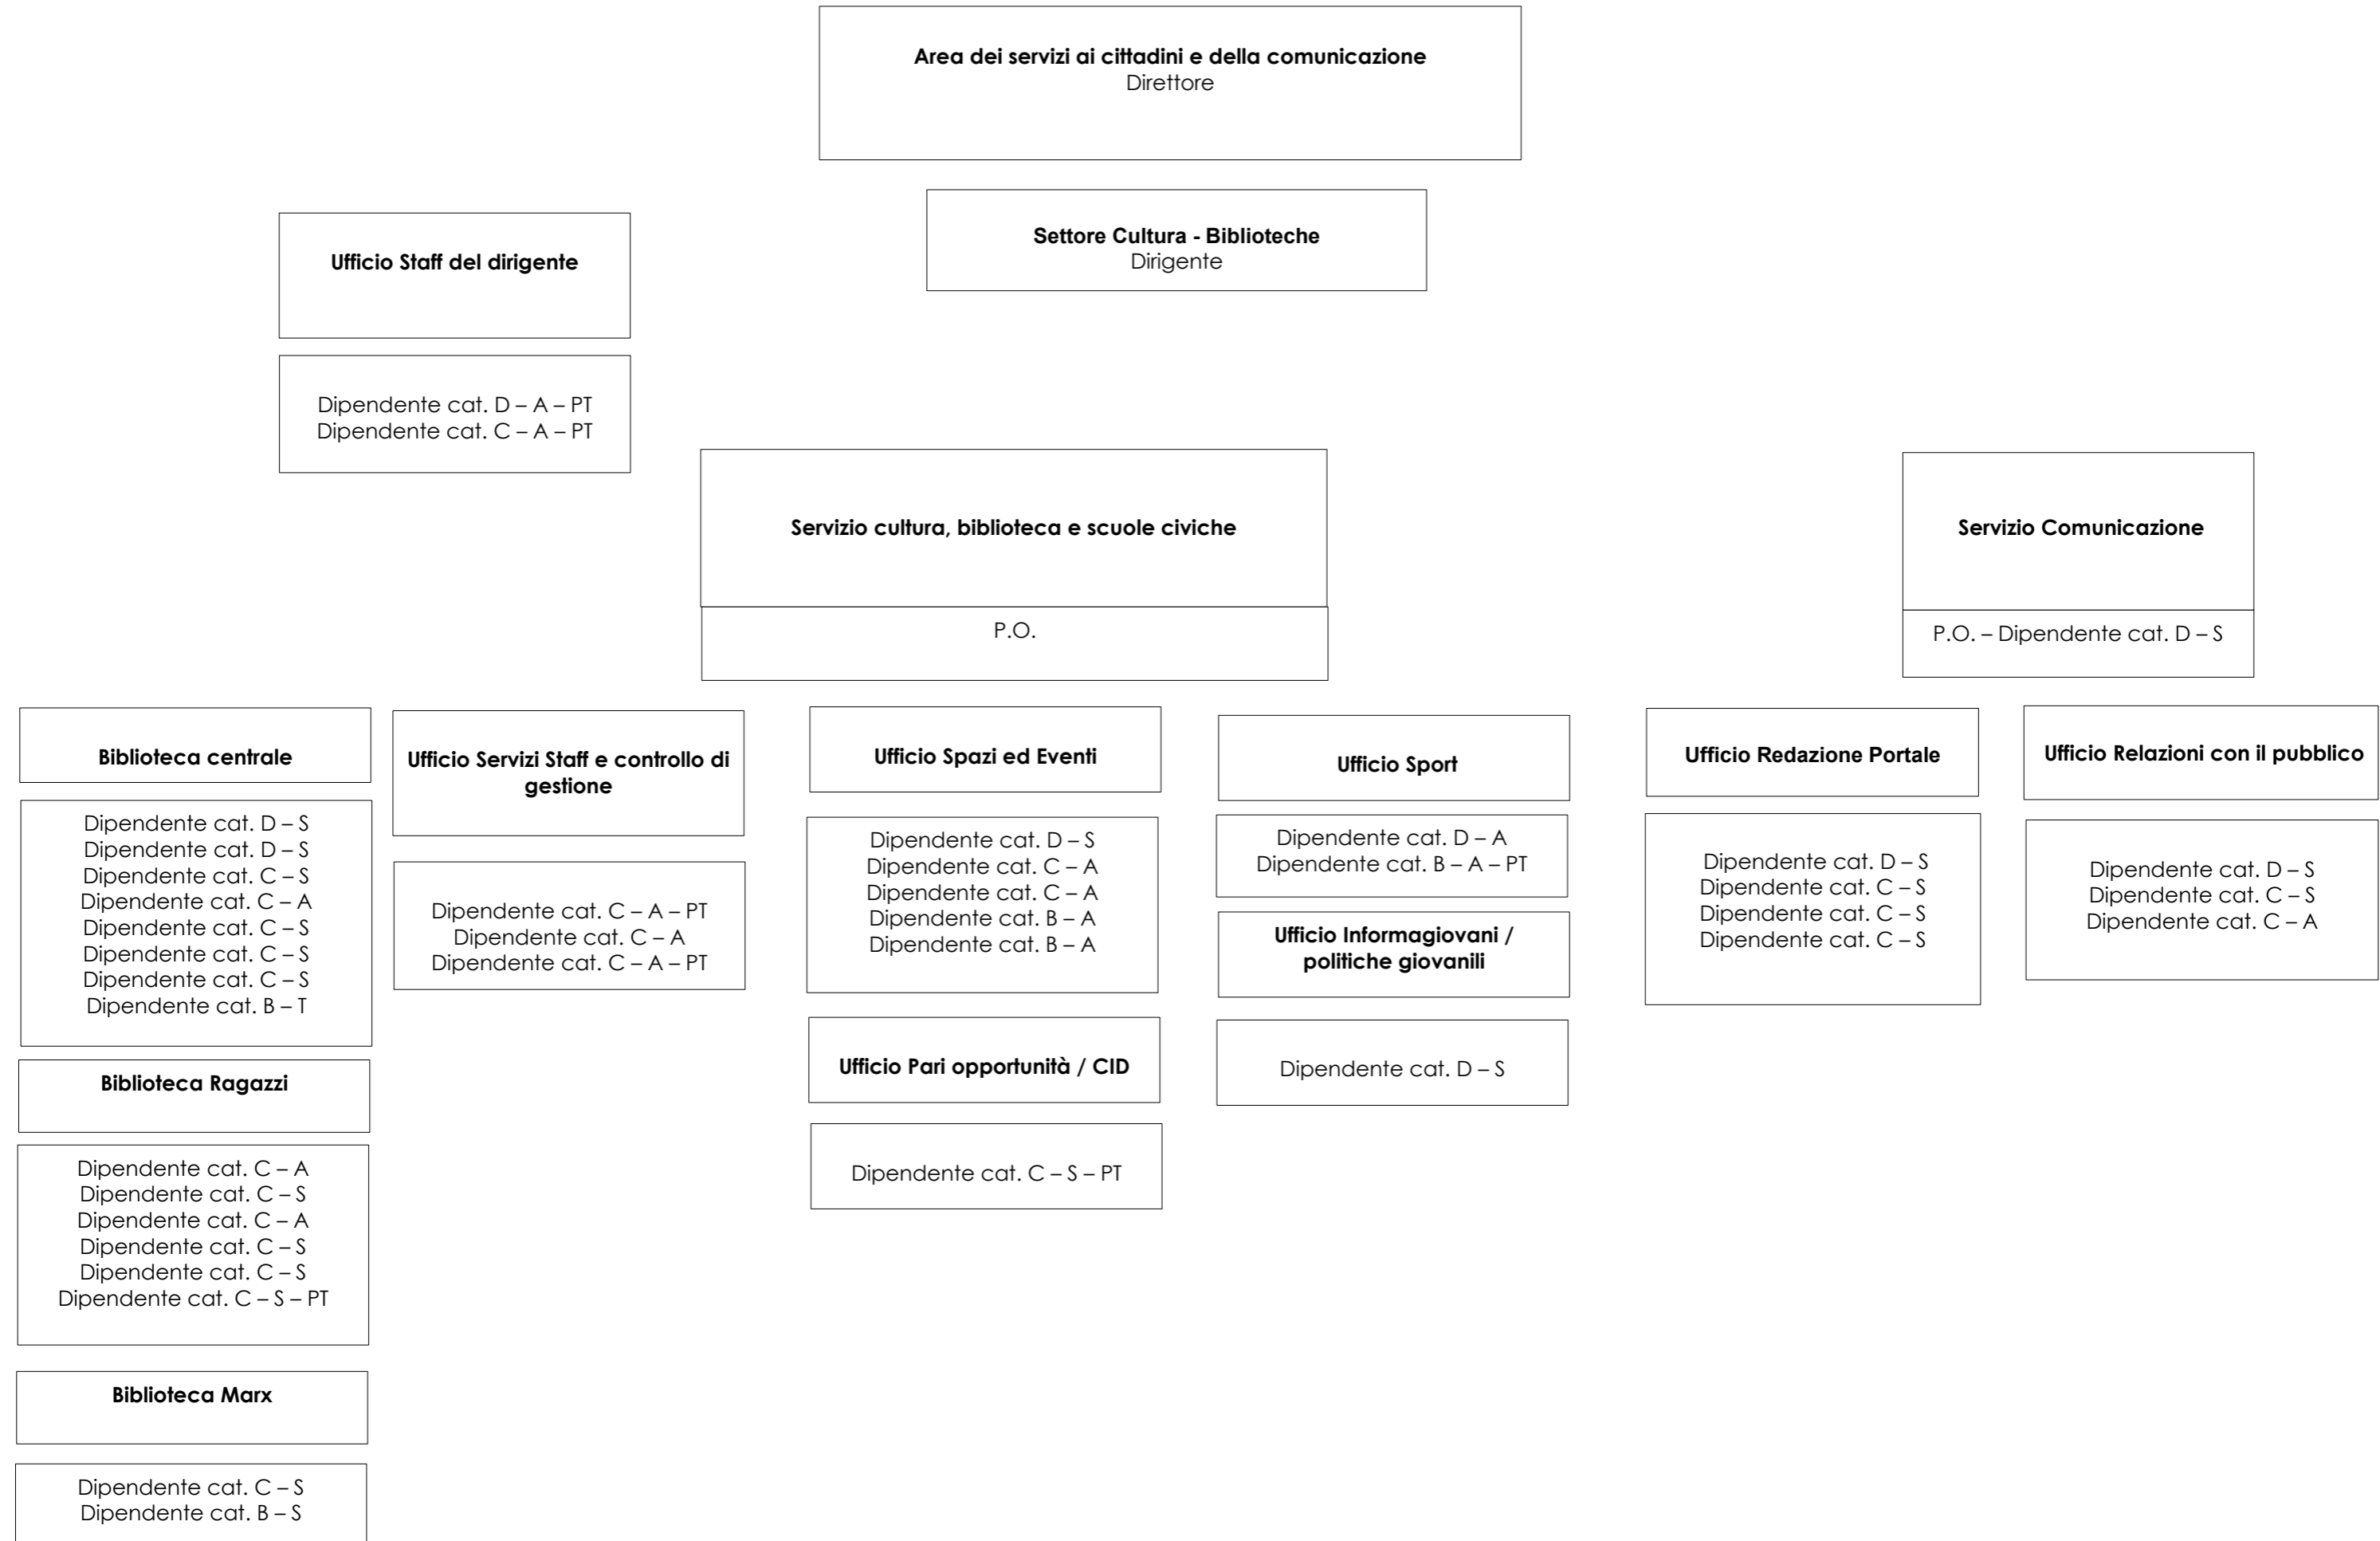 Area dei servizi ai cittadini e della comunicazione
Direttore
Settore Cultura - Biblioteche
Dirigente
Ufficio Staff del dirigente
Dipendente cat. D – A – PT
Dipendente cat. C – A – PT
Servizio cultura, biblioteca e scuole civiche
P.O.
Servizio Comunicazione
P.O. – Dipendente cat. D – S
Biblioteca centrale
Dipendente cat. D – S
Dipendente cat. D – S
Dipendente cat. C – S
Dipendente cat. C – A
Dipendente cat. C – S
Dipendente cat. C – S
Dipendente cat. C – S
Dipendente cat. B – T
Biblioteca Ragazzi
Dipendente cat. C – A
Dipendente cat. C – S
Dipendente cat. C – A
Dipendente cat. C – S
Dipendente cat. C – S
Dipendente cat. C – S – PT
Biblioteca Marx
Dipendente cat. C – S
Dipendente cat. B – S
Ufficio Servizi Staff e controllo di
gestione
Dipendente cat. C – A – PT
Dipendente cat. C – A
Dipendente cat. C – A – PT
Ufficio Spazi ed Eventi
Dipendente cat. D – S
Dipendente cat. C – A
Dipendente cat. C – A
Dipendente cat. B – A
Dipendente cat. B – A
Ufficio Pari opportunità / CID
Dipendente cat. C – S – PT
Ufficio Sport
Dipendente cat. D – A
Dipendente cat. B – A – PT
Ufficio Informagiovani /
politiche giovanili
Dipendente cat. D – S
Ufficio Redazione Portale
Dipendente cat. D – S
Dipendente cat. C – S
Dipendente cat. C – S
Dipendente cat. C – S
Ufficio Relazioni con il pubblico
Dipendente cat. D – S
Dipendente cat. C – S
Dipendente cat. C – A